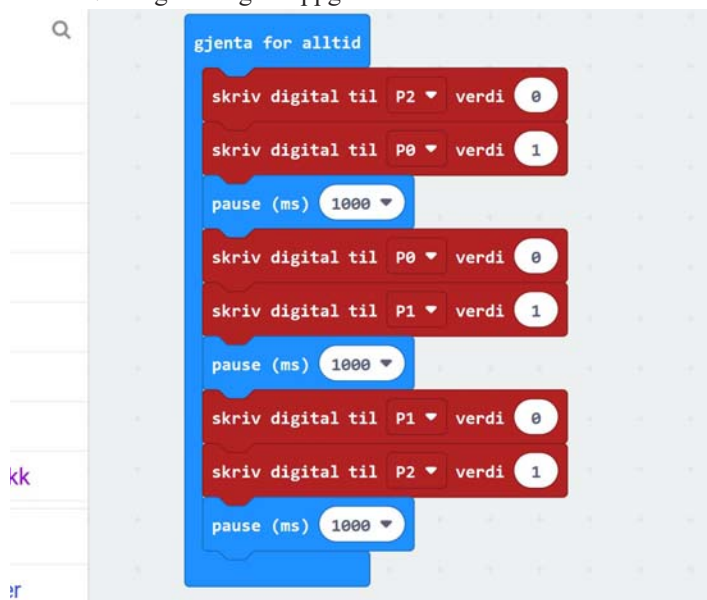 gjenta for alltid
skriv digital til P2 verdi 0
skriv digital til P0 verdi 1
pause (ms) 1000
skriv digital til P0 verdi 0
skriv digital til P1 verdi 1
pause (ms) 1000
skriv digital til P1 verdi 0
skriv digital til P2 verdi 1
kk
pause (ms) 1000
er